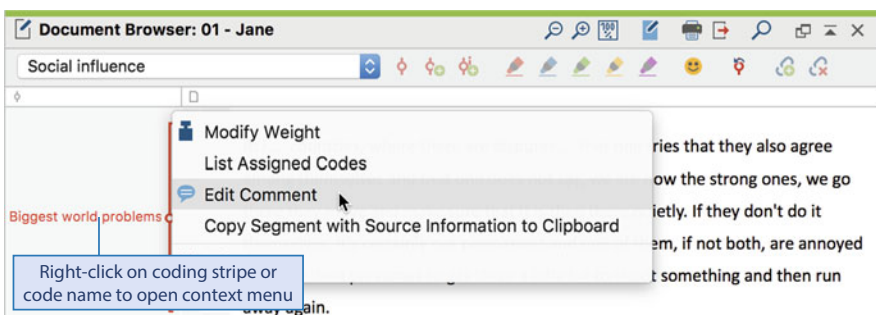 Document Browser: 01 - Jane
100
%
Social influence
Modify Weight
ries that they also agree
List Assigned Codes
Edit Comment
ow the strong ones, we go
Biggest world problems
ietly. If they don't do it
Copy Segment with Source Information to Clipboard
em, if not both, are annoyed
Right-click on coding stripe or
code name to open context menu
t something and then run
away again.